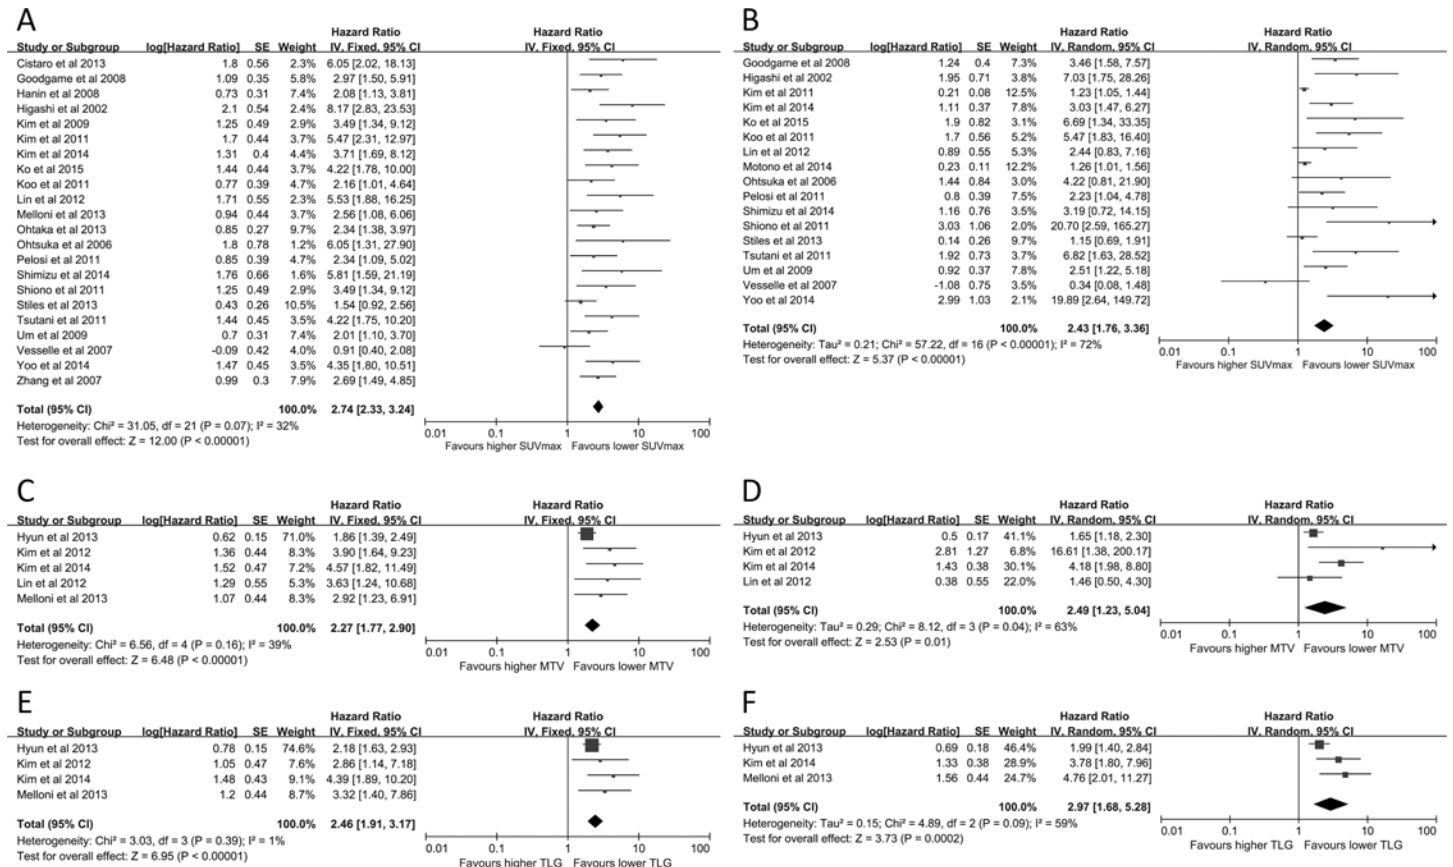 A
Hazard Ratio Hazard Ratio
Study or Subgroup log[Hazard Ratio] SE Weight IV, Fixed, 95% CI IV, Fixed, 95% CI
Cistaro et al 2013 1.8 0.56 2.3% 6.05 [2.02, 18.13]
Goodgame et al 2008 1.09 0.35 5.8% 2.97 [1.50, 5.91]
Hanin et al 2008 0.73 0.31 7.4% 2.08 [1.13, 3.81]
Higashi et al 2002 2.1 0.54 2.4% 8.17 [2.83, 23.53]
Kim et al 2009 1.25 0.49 2.9% 3.49 [1.34, 9.12]
Kim et al 2011 1.7 0.44 3.7% 5.47 [2.31, 12.97]
Kim et al 2014 1.31 0.4 4.4% 3.71 [1.69, 8.12]
Ko et al 2015 1.44 0.44 3.7% 4.22 [1.78, 10.00]
Koo et al 2011 0.77 0.39 4.7% 2.16 [1.01, 4.64]
Lin et al 2012 1.71 0.55 2.3% 5.53 [1.88, 16.25]
Melloni et al 2013 0.94 0.44 3.7% 2.56 [1.08, 6.06]
Ohtaka et al 2013 0.85 0.27 9.7% 2.34 [1.38, 3.97]
Ohtsuka et al 2006 1.8 0.78 1.2% 6.05 [1.31, 27.90]
Pelosi et al 2011 0.85 0.39 4.7% 2.34 [1.09, 5.02]
Shimizu et al 2014 1.76 0.66 1.6% 5.81 [1.59, 21.19]
Shiono et al 2011 1.25 0.49 2.9% 3.49 [1.34, 9.12]
Stiles et al 2013 0.43 0.26 10.5% 1.54 [0.92, 2.56]
Tsutani et al 2011 1.44 0.45 3.5% 4.22 [1.75, 10.20]
Um et al 2009 0.7 0.31 7.4% 2.01 [1.10, 3.70]
Vesselle et al 2007 -0.09 0.42 4.0% 0.91 [0.40, 2.08]
Yoo et al 2014 1.47 0.45 3.5% 4.35 [1.80, 10.51]
Zhang et al 2007 0.99 0.3 7.9% 2.69 [1.49, 4.85]
Total (95% CI) 100.0% 2.74 [2.33, 3.24]
Heterogeneity: Chi² = 31.05, df = 21 (P = 0.07); I² = 32%
Test for overall effect: Z = 12.00 (P < 0.00001)
0.01 0.1 1 10 100
Favours higher SUVmax Favours lower SUVmax
B
Hazard Ratio Hazard Ratio
Study or Subgroup log[Hazard Ratio] SE Weight IV, Random, 95% CI IV, Random, 95% CI
Goodgame et al 2008 1.24 0.4 7.3% 3.46 [1.58, 7.57]
Higashi et al 2002 1.95 0.71 3.8% 7.03 [1.75, 28.26]
Kim et al 2011 0.21 0.08 12.5% 1.23 [1.05, 1.44]
Kim et al 2014 1.11 0.37 7.8% 3.03 [1.47, 6.27]
Ko et al 2015 1.9 0.82 3.1% 6.69 [1.34, 33.35]
Koo et al 2011 1.7 0.56 5.2% 5.47 [1.83, 16.40]
Lin et al 2012 0.89 0.55 5.3% 2.44 [0.83, 7.16]
Motono et al 2014 0.23 0.11 12.2% 1.26 [1.01, 1.56]
Ohtsuka et al 2006 1.44 0.84 3.0% 4.22 [0.81, 21.90]
Pelosi et al 2011 0.8 0.39 7.5% 2.23 [1.04, 4.78]
Shimizu et al 2014 1.16 0.76 3.5% 3.19 [0.72, 14.15]
Shiono et al 2011 3.03 1.06 2.0% 20.70 [2.59, 165.27]
Stiles et al 2013 0.14 0.26 9.7% 1.15 [0.69, 1.91]
Tsutani et al 2011 1.92 0.73 3.7% 6.82 [1.63, 28.52]
Um et al 2009 0.92 0.37 7.8% 2.51 [1.22, 5.18]
Vesselle et al 2007 -1.08 0.75 3.5% 0.34 [0.08, 1.48]
Yoo et al 2014 2.99 1.03 2.1% 19.89 [2.64, 149.72]
Total (95% CI) 100.0% 2.43 [1.76, 3.36]
Heterogeneity: Tau² = 0.21; Chi² = 57.22, df = 16 (P < 0.00001); I² = 72%
Test for overall effect: Z = 5.37 (P < 0.00001)
0.01 0.1 1 10 100
Favours higher SUVmax Favours lower SUVmax
C
Hazard Ratio Hazard Ratio
Study or Subgroup log[Hazard Ratio] SE Weight IV, Fixed, 95% CI IV, Fixed, 95% CI
Hyun et al 2013 0.62 0.15 71.0% 1.86 [1.39, 2.49]
Kim et al 2012 1.36 0.44 8.3% 3.90 [1.64, 9.23]
Kim et al 2014 1.52 0.47 7.2% 4.57 [1.82, 11.49]
Lin et al 2012 1.29 0.55 5.3% 3.63 [1.24, 10.68]
Melloni et al 2013 1.07 0.44 8.3% 2.92 [1.23, 6.91]
Total (95% CI) 100.0% 2.27 [1.77, 2.90]
Heterogeneity: Chi² = 6.56, df = 4 (P = 0.16); I² = 39%
Test for overall effect: Z = 6.48 (P < 0.00001)
0.01 0.1 1 10 100
Favours higher MTV Favours lower MTV
D
Hazard Ratio Hazard Ratio
Study or Subgroup log[Hazard Ratio] SE Weight IV, Random, 95% CI IV, Random, 95% CI
Hyun et al 2013 0.5 0.17 41.1% 1.65 [1.18, 2.30]
Kim et al 2012 2.81 1.27 6.8% 16.61 [1.38, 200.17]
Kim et al 2014 1.43 0.38 30.1% 4.18 [1.98, 8.80]
Lin et al 2012 0.38 0.55 22.0% 1.46 [0.50, 4.30]
Total (95% CI) 100.0% 2.49 [1.23, 5.04]
Heterogeneity: Tau² = 0.29; Chi² = 8.12, df = 3 (P = 0.04); I² = 63%
Test for overall effect: Z = 2.53 (P = 0.01)
0.01 0.1 1 10 100
Favours higher MTV Favours lower MTV
E
Hazard Ratio Hazard Ratio
Study or Subgroup log[Hazard Ratio] SE Weight IV, Fixed, 95% CI IV, Fixed, 95% CI
Hyun et al 2013 0.78 0.15 74.6% 2.18 [1.63, 2.93]
Kim et al 2012 1.05 0.47 7.6% 2.86 [1.14, 7.18]
Kim et al 2014 1.48 0.43 9.1% 4.39 [1.89, 10.20]
Melloni et al 2013 1.2 0.44 8.7% 3.32 [1.40, 7.86]
Total (95% CI) 100.0% 2.46 [1.91, 3.17]
Heterogeneity: Chi² = 3.03, df = 3 (P = 0.39); I² = 1%
Test for overall effect: Z = 6.95 (P < 0.00001)
0.01 0.1 1 10 100
Favours higher TLG Favours lower TLG
F
Hazard Ratio Hazard Ratio
Study or Subgroup log[Hazard Ratio] SE Weight IV, Random, 95% CI IV, Random, 95% CI
Hyun et al 2013 0.69 0.18 46.4% 1.99 [1.40, 2.84]
Kim et al 2014 1.33 0.38 28.9% 3.78 [1.80, 7.96]
Melloni et al 2013 1.56 0.44 24.7% 4.76 [2.01, 11.27]
Total (95% CI) 100.0% 2.97 [1.68, 5.28]
Heterogeneity: Tau² = 0.15; Chi² = 4.89, df = 2 (P = 0.09); I² = 59%
Test for overall effect: Z = 3.73 (P = 0.0002)
0.01 0.1 1 10 100
Favours higher TLG Favours lower TLG